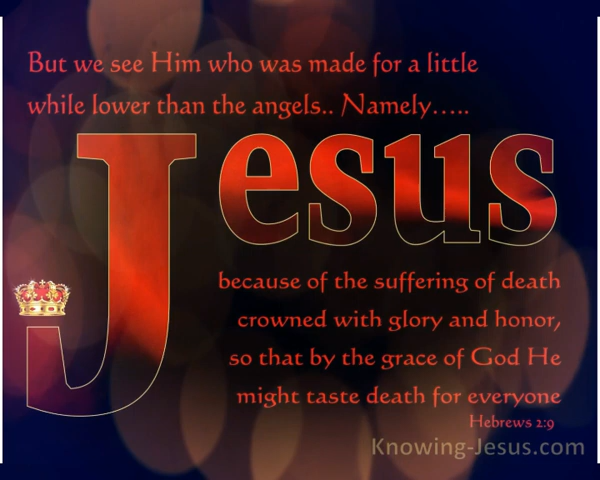 But we see Him who was made for a little
while lower than the angels.. Namely.....
Jesus
because of the suffering of death
crowned with glory and honor,
so that by the grace of God He
might taste death for everyone
Hebrews 2:9
Knowing-Jesus.com